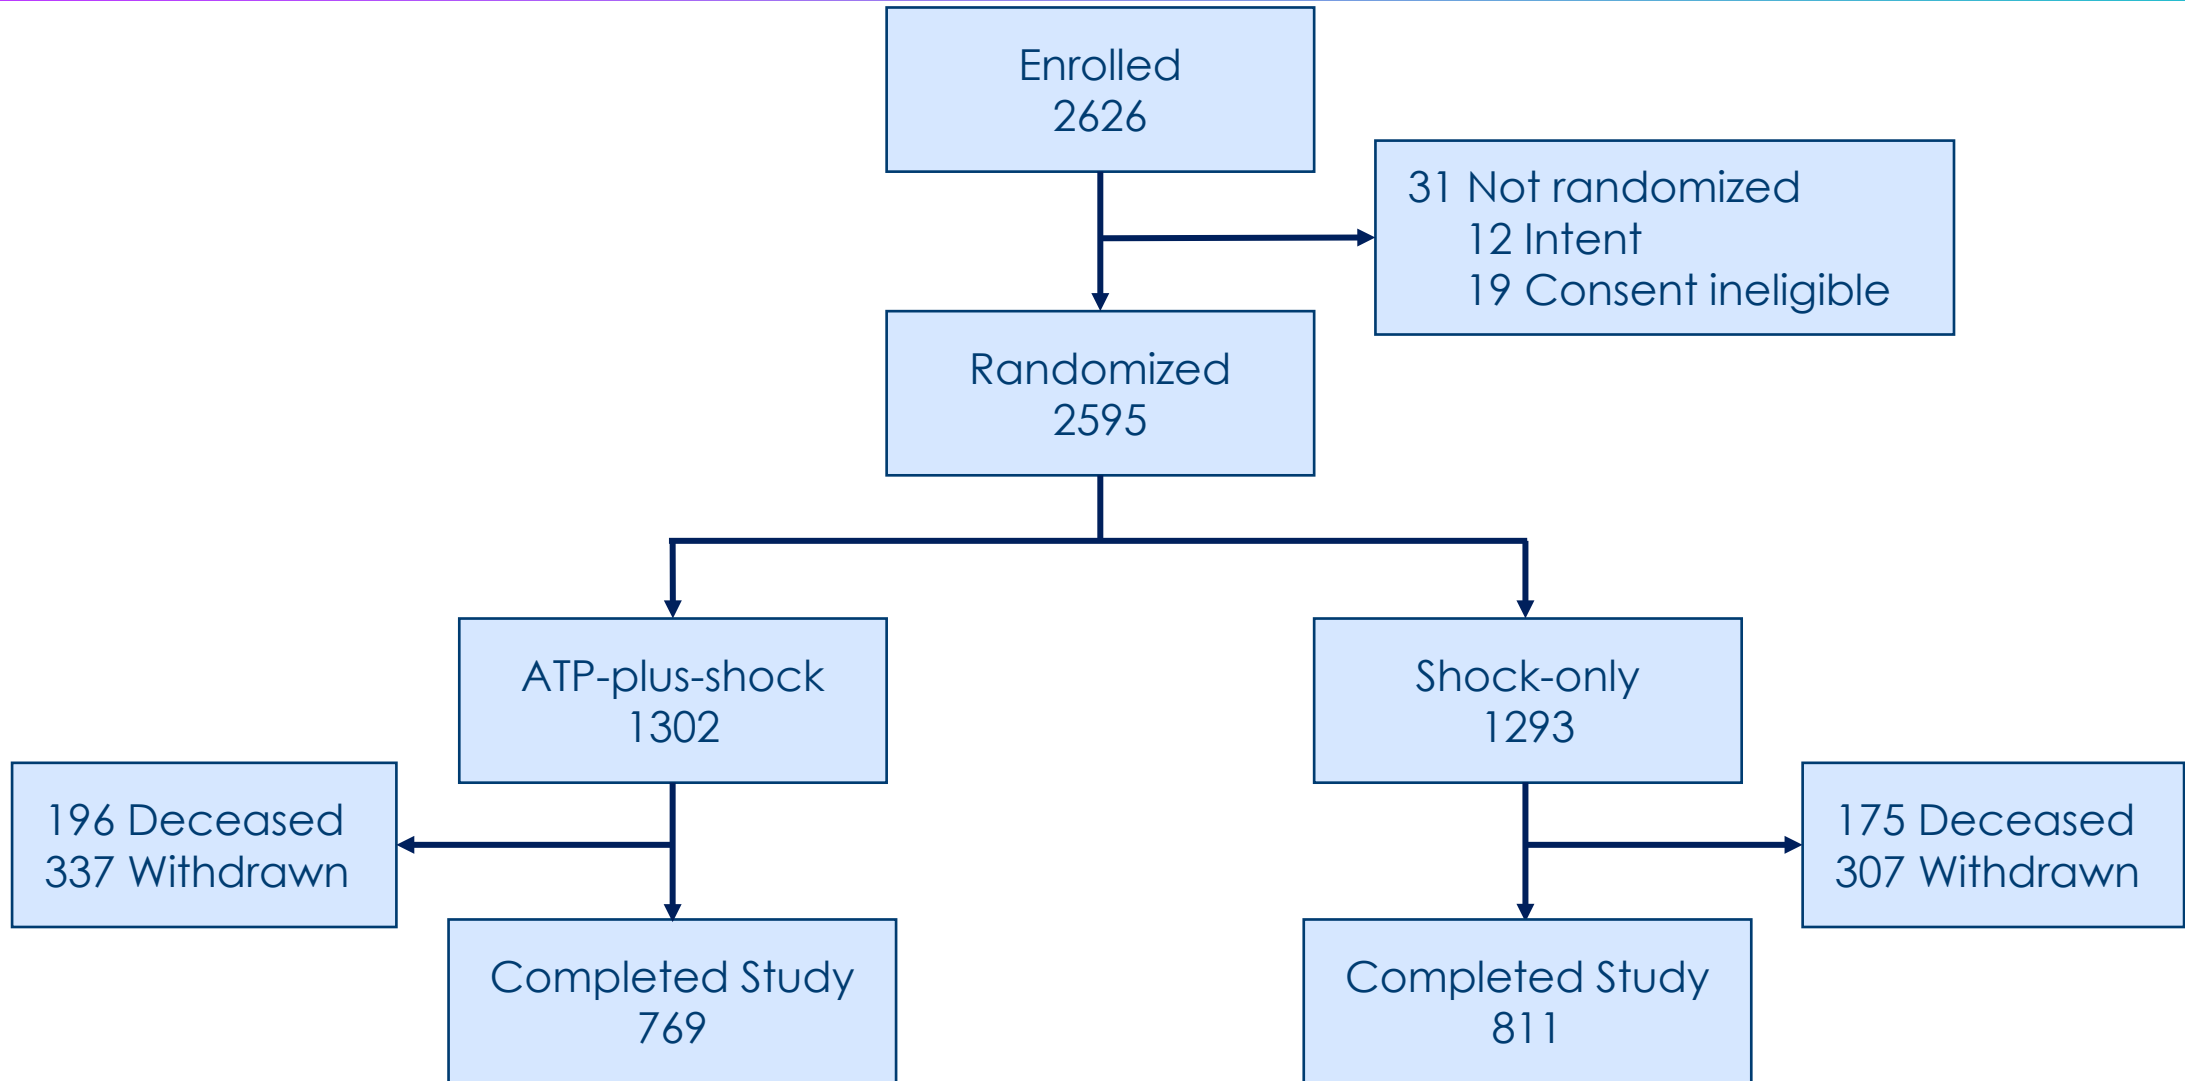 Enrolled
2626
31 Not randomized
12 Intent
19 Consent ineligible
Randomized
2595
ATP-plus-shock
1302
Shock-only
1293
196 Deceased
337 Withdrawn
175 Deceased
307 Withdrawn
Completed Study
769
Completed Study
811